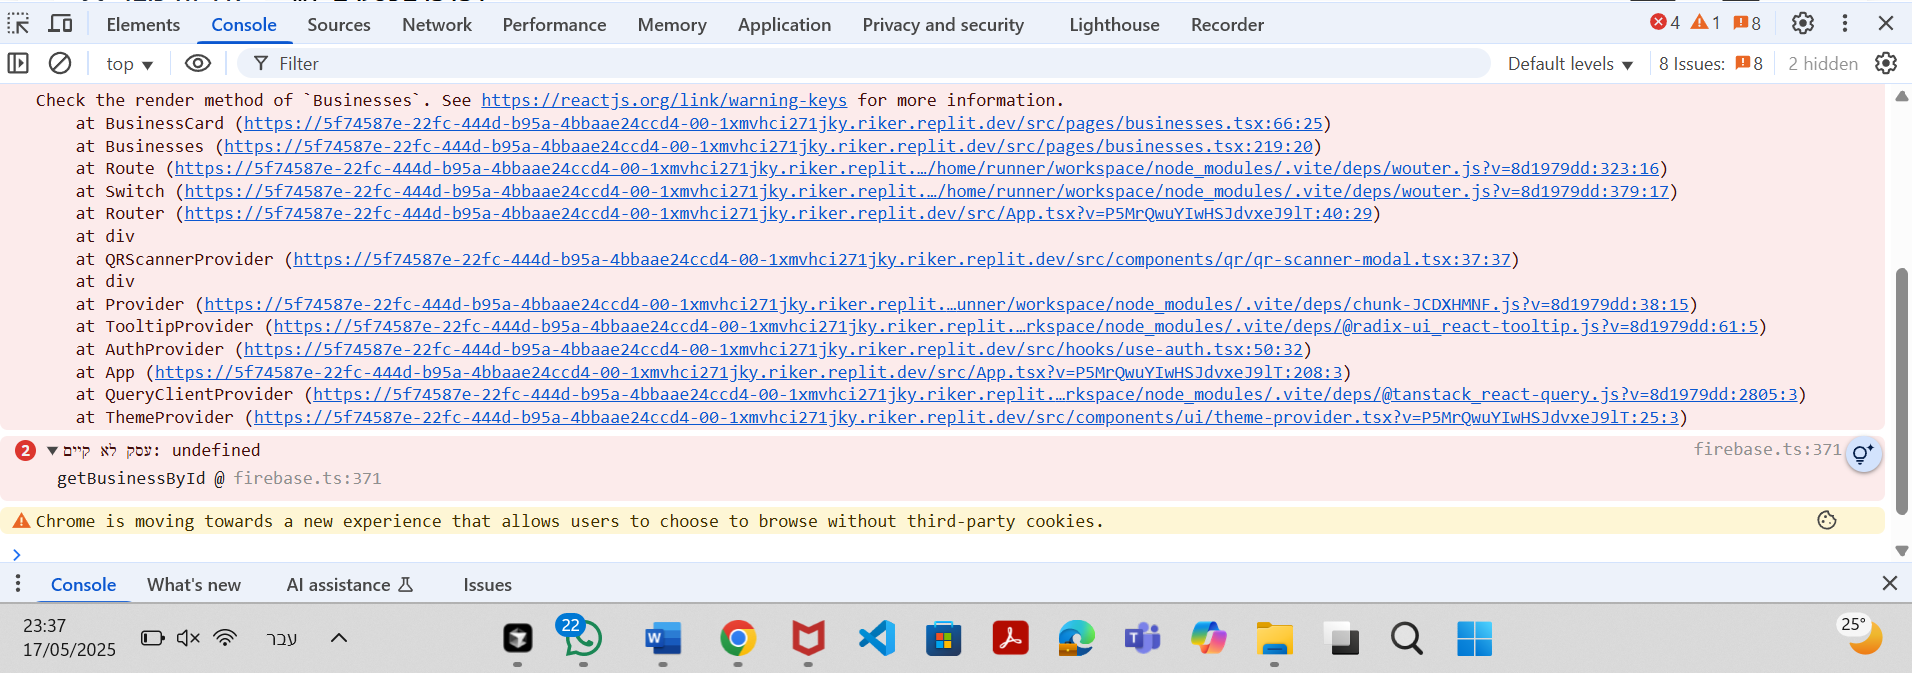 Elements Console Sources Network Performance Memory Application Privacy and security Lighthouse Recorder 4 1 8
top Filter Default levels 8 Issues: 8 2 hidden
Check the render method of `Businesses`. See https://reactjs.org/link/warning-keys for more information.
at BusinessCard (https://5f74587e-22fc-444d-b95a-4bbaae24ccd4-00-1xmvhci271jky.riker.replit.dev/src/pages/businesses.tsx:66:25)
at Businesses (https://5f74587e-22fc-444d-b95a-4bbaae24ccd4-00-1xmvhci271jky.riker.replit.dev/src/pages/businesses.tsx:219:20)
at Route (https://5f74587e-22fc-444d-b95a-4bbaae24ccd4-00-1xmvhci271jky.riker.replit.…/home/runner/workspace/node_modules/.vite/deps/wouter.js?v=8d1979dd:323:16)
at Switch (https://5f74587e-22fc-444d-b95a-4bbaae24ccd4-00-1xmvhci271jky.riker.replit.…/home/runner/workspace/node_modules/.vite/deps/wouter.js?v=8d1979dd:379:17)
at Router (https://5f74587e-22fc-444d-b95a-4bbaae24ccd4-00-1xmvhci271jky.riker.replit.dev/src/App.tsx?v=P5MrQwuYIwHSJdvxeJ9lT:40:29)
at div
at QRScannerProvider (https://5f74587e-22fc-444d-b95a-4bbaae24ccd4-00-1xmvhci271jky.riker.replit.dev/src/components/qr/qr-scanner-modal.tsx:37:37)
at div
at Provider (https://5f74587e-22fc-444d-b95a-4bbaae24ccd4-00-1xmvhci271jky.riker.replit.…unner/workspace/node_modules/.vite/deps/chunk-JCDXHMNF.js?v=8d1979dd:38:15)
at TooltipProvider (https://5f74587e-22fc-444d-b95a-4bbaae24ccd4-00-1xmvhci271jky.riker.replit.…rkspace/node_modules/.vite/deps/@radix-ui_react-tooltip.js?v=8d1979dd:61:5)
at AuthProvider (https://5f74587e-22fc-444d-b95a-4bbaae24ccd4-00-1xmvhci271jky.riker.replit.dev/src/hooks/use-auth.tsx:50:32)
at App (https://5f74587e-22fc-444d-b95a-4bbaae24ccd4-00-1xmvhci271jky.riker.replit.dev/src/App.tsx?v=P5MrQwuYIwHSJdvxeJ9lT:208:3)
at QueryClientProvider (https://5f74587e-22fc-444d-b95a-4bbaae24ccd4-00-1xmvhci271jky.riker.replit.…rkspace/node_modules/.vite/deps/@tanstack_react-query.js?v=8d1979dd:2805:3)
at ThemeProvider (https://5f74587e-22fc-444d-b95a-4bbaae24ccd4-00-1xmvhci271jky.riker.replit.dev/src/components/ui/theme-provider.tsx?v=P5MrQwuYIwHSJdvxeJ9lT:25:3)
2 עסק לא קיים: undefined firebase.ts:371
getBusinessById @ firebase.ts:371
Chrome is moving towards a new experience that allows users to choose to browse without third-party cookies.
Console What's new AI assistance Issues
23:37
17/05/2025
עבר
22
25°